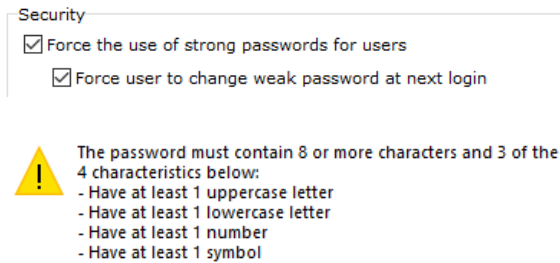 Security
Force the use of strong passwords for users
Force user to change weak password at next login
The password must contain 8 or more characters and 3 of the
4 characteristics below:
- Have at least 1 uppercase letter
- Have at least 1 lowercase letter
- Have at least 1 number
- Have at least 1 symbol